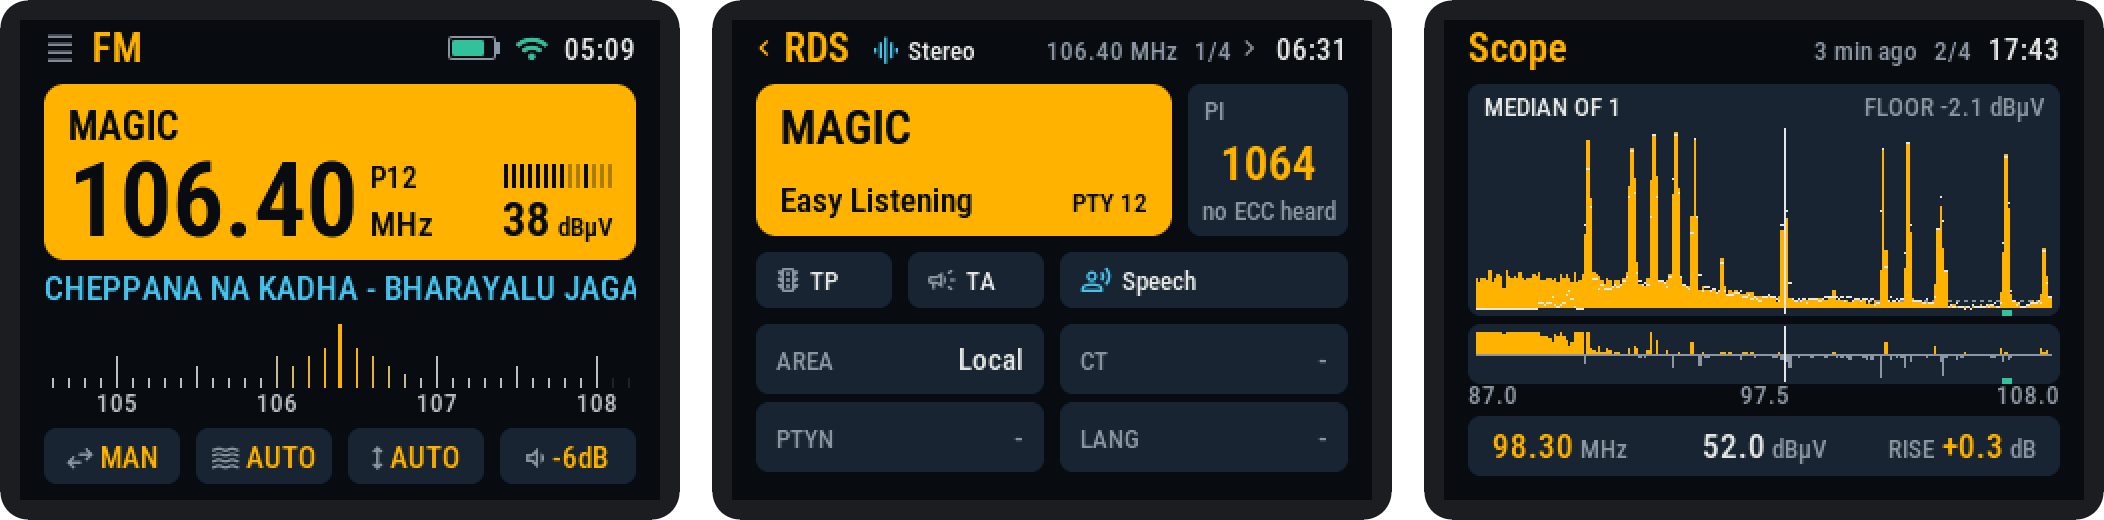 FM 05:09
MAGIC
106.40 P12 MHz
38 dBµV
CHEPPANA NA KADHA - BHARAYALU JAGA
105 106 107 108
MAN AUTO AUTO -6dB
RDS Stereo 106.40 MHz 1/4 06:31
MAGIC
Easy Listening PTY 12
PI
1064
no ECC heard
TP TA Speech
AREA Local CT -
PTYN - LANG -
Scope 3 min ago 2/4 17:43
MEDIAN OF 1 FLOOR -2.1 dBµV
87.0 97.5 108.0
98.30 MHz 52.0 dBµV RISE +0.3 dB